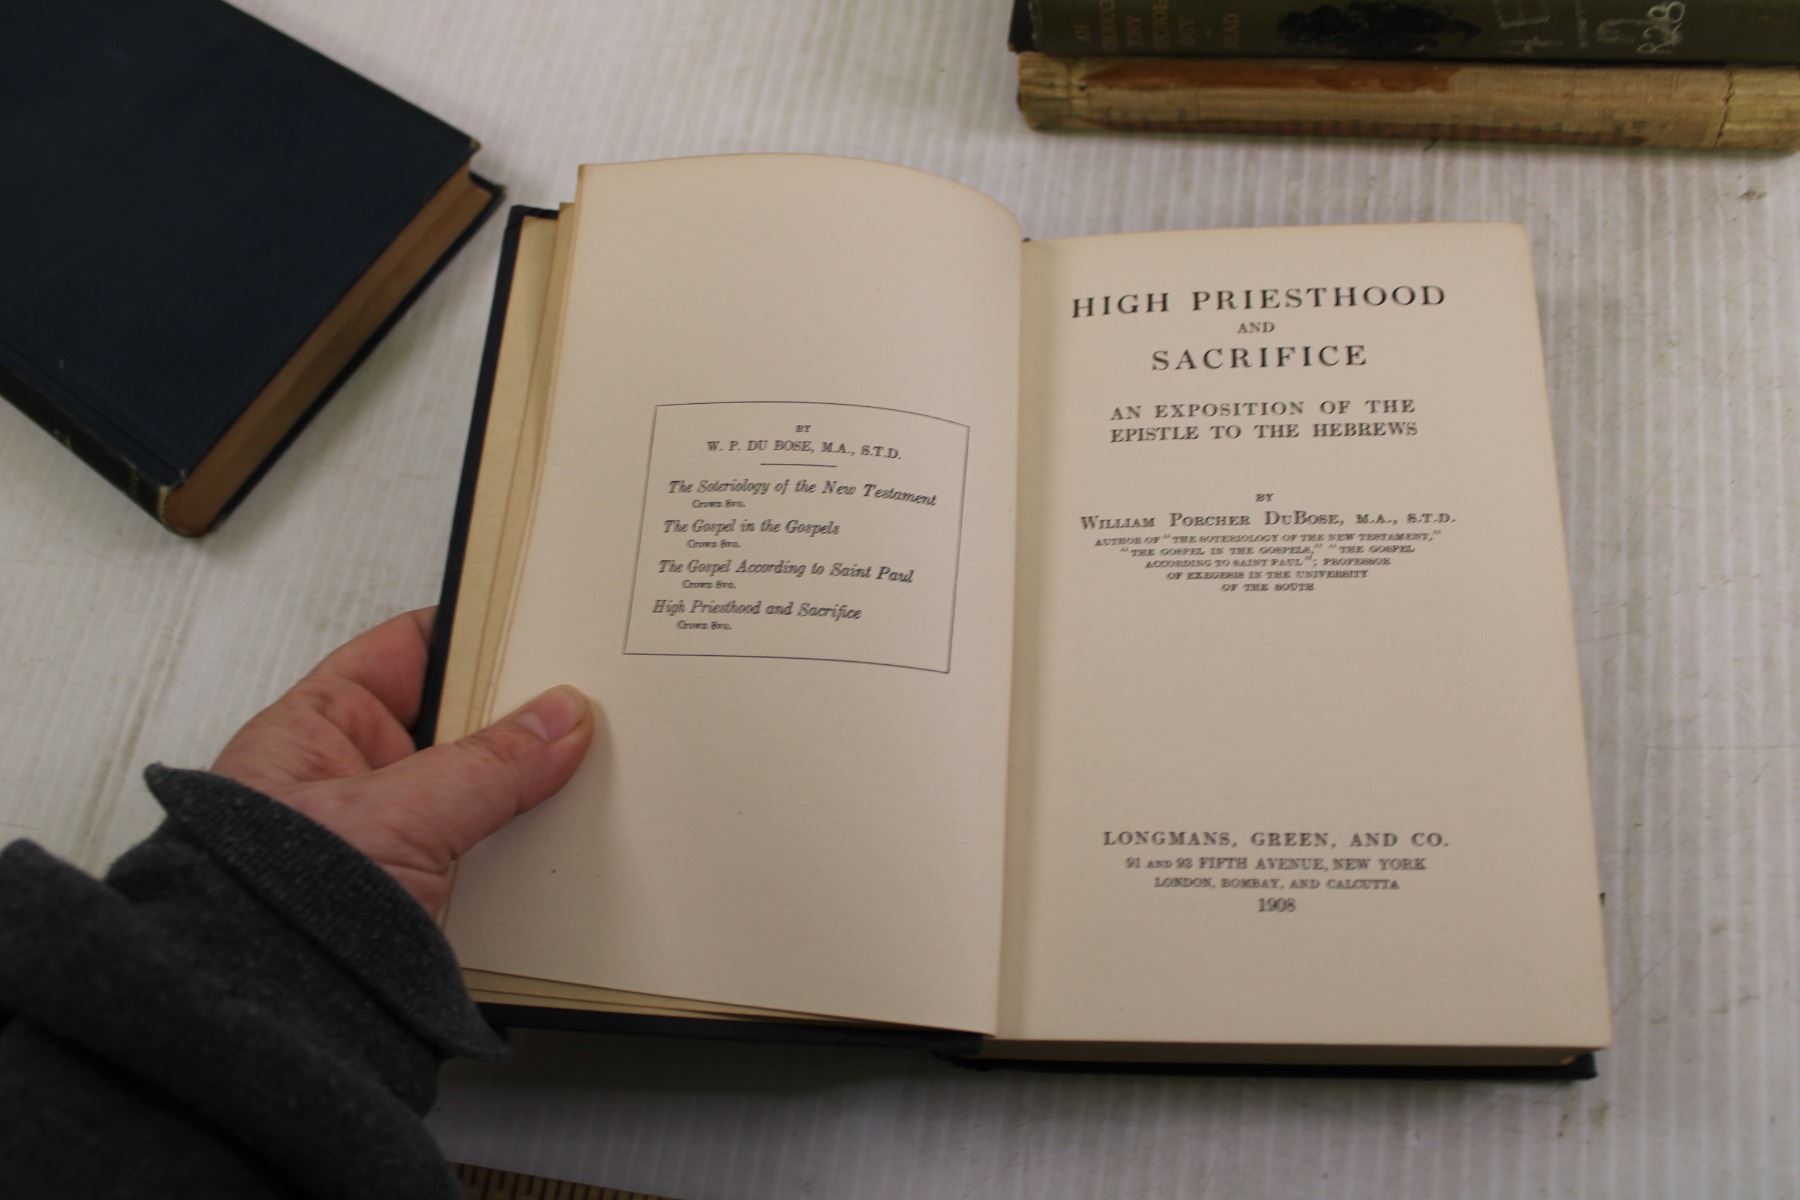 BY
W. P. DU BOSE, M.A., S.T.D.
The Soteriology of the New Testament
Crown 8vo.
The Gospel in the Gospels
Crown 8vo.
The Gospel According to Saint Paul
Crown 8vo.
High Priesthood and Sacrifice
Crown 8vo.
HIGH PRIESTHOOD
AND
SACRIFICE
AN EXPOSITION OF THE
EPISTLE TO THE HEBREWS
BY
WILLIAM PORCHER DUBOSE, M.A., S.T.D.
AUTHOR OF "THE SOTERIOLOGY OF THE NEW TESTAMENT,"
"THE GOSPEL IN THE GOSPELS," "THE GOSPEL
ACCORDING TO SAINT PAUL"; PROFESSOR
OF EXEGESIS IN THE UNIVERSITY
OF THE SOUTH
LONGMANS, GREEN, AND CO.
91 AND 93 FIFTH AVENUE, NEW YORK
LONDON, BOMBAY, AND CALCUTTA
1908
R28